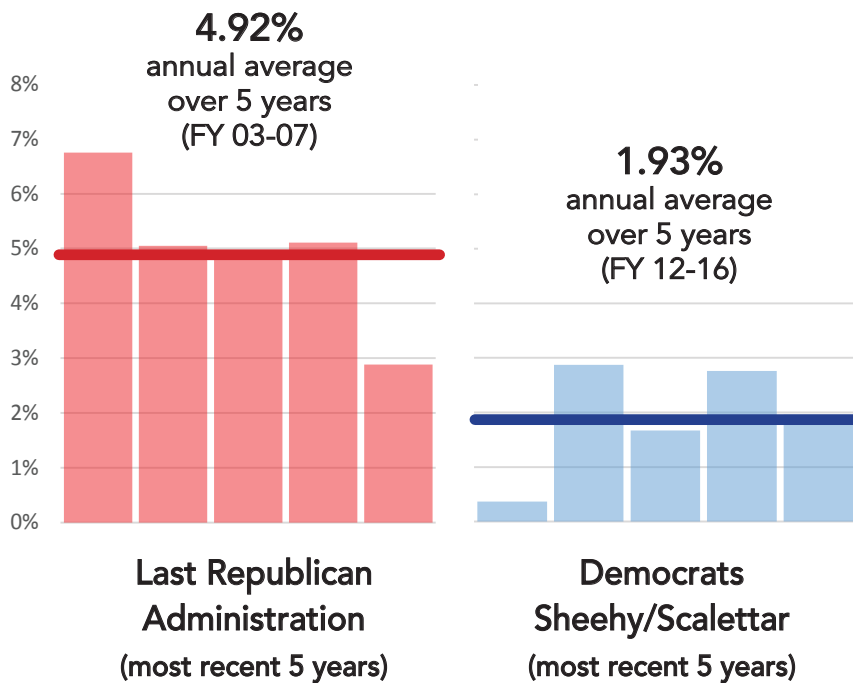 4.92%
annual average
over 5 years
(FY 03-07)
8%
7%
6%
5%
4%
3%
2%
1%
0%
1.93%
annual average
over 5 years
(FY 12-16)
Last Republican
Administration
(most recent 5 years)
Democrats
Sheehy/Scalettar
(most recent 5 years)